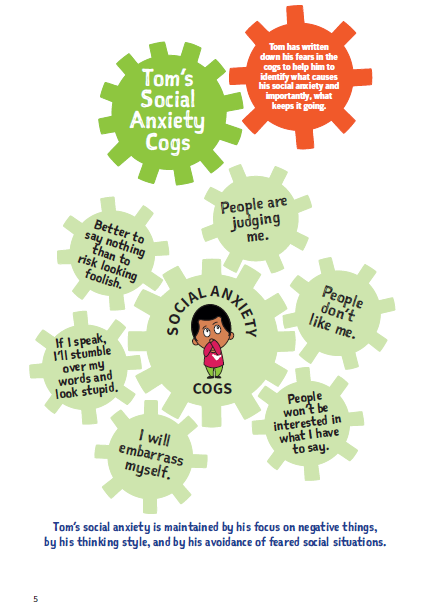 Tom's
Social
Anxiety
Cogs
Tom has written
down his fears in the
cogs to help him to
identify what causes
his social anxiety and
importantly, what
keeps it going.
People are
judging
me.
Better to
say nothing
than to
risk looking
foolish.
People
don't
like me.
SOCIAL ANXIETY
COGS
If I speak,
I'll stumble
over my
words and
look stupid.
People
won't be
interested in
what I have
to say.
I will
embarrass
myself.
Tom's social anxiety is maintained by his focus on negative things,
by his thinking style, and by his avoidance of feared social situations.
5